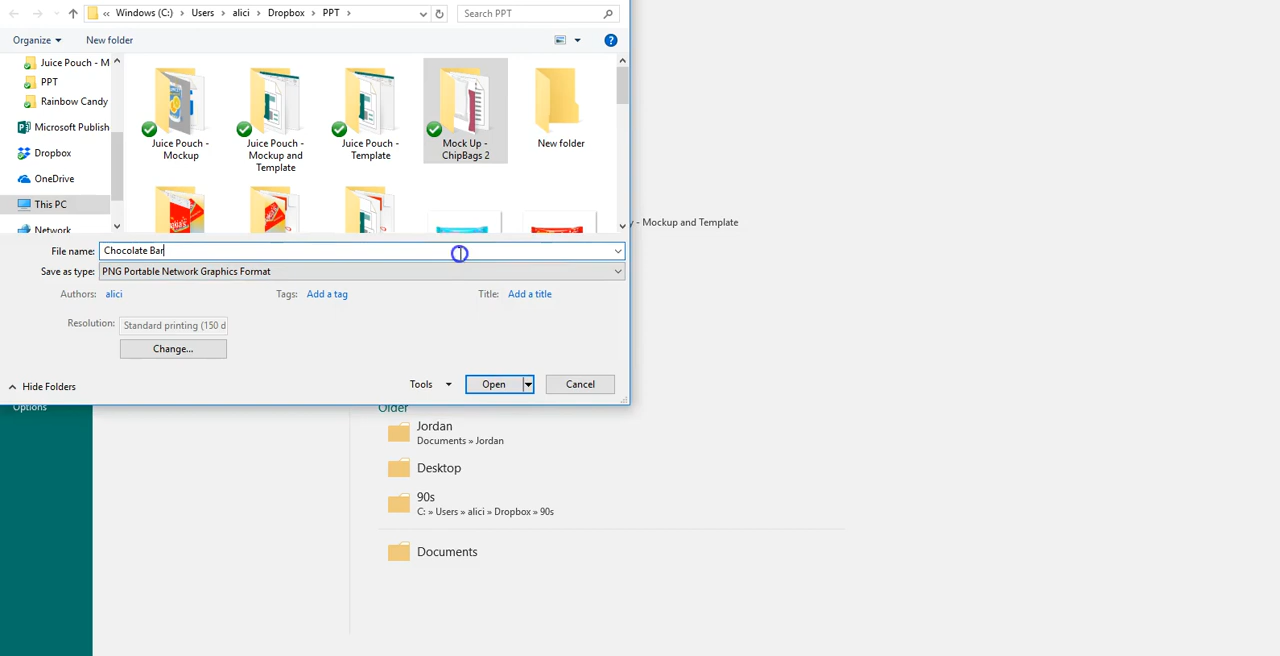 « Windows (C:) › Users › alici › Dropbox › PPT ›
Search PPT
Organize
New folder
Juice Pouch - M
PPT
Rainbow Candy
Microsoft Publish
Dropbox
OneDrive
This PC
Network
Juice Pouch -
Mockup
Juice Pouch -
Mockup and
Template
Juice Pouch -
Template
Mock Up -
ChipBags 2
New folder
- Mockup and Template
File name: Chocolate Bar
Save as type: PNG Portable Network Graphics Format
Authors: alici
Tags: Add a tag
Title: Add a title
Resolution: Standard printing (150 d
Change...
Hide Folders
Tools
Open
Cancel
Options
Older
Jordan
Documents » Jordan
Desktop
90s
C: » Users » alici » Dropbox » 90s
Documents